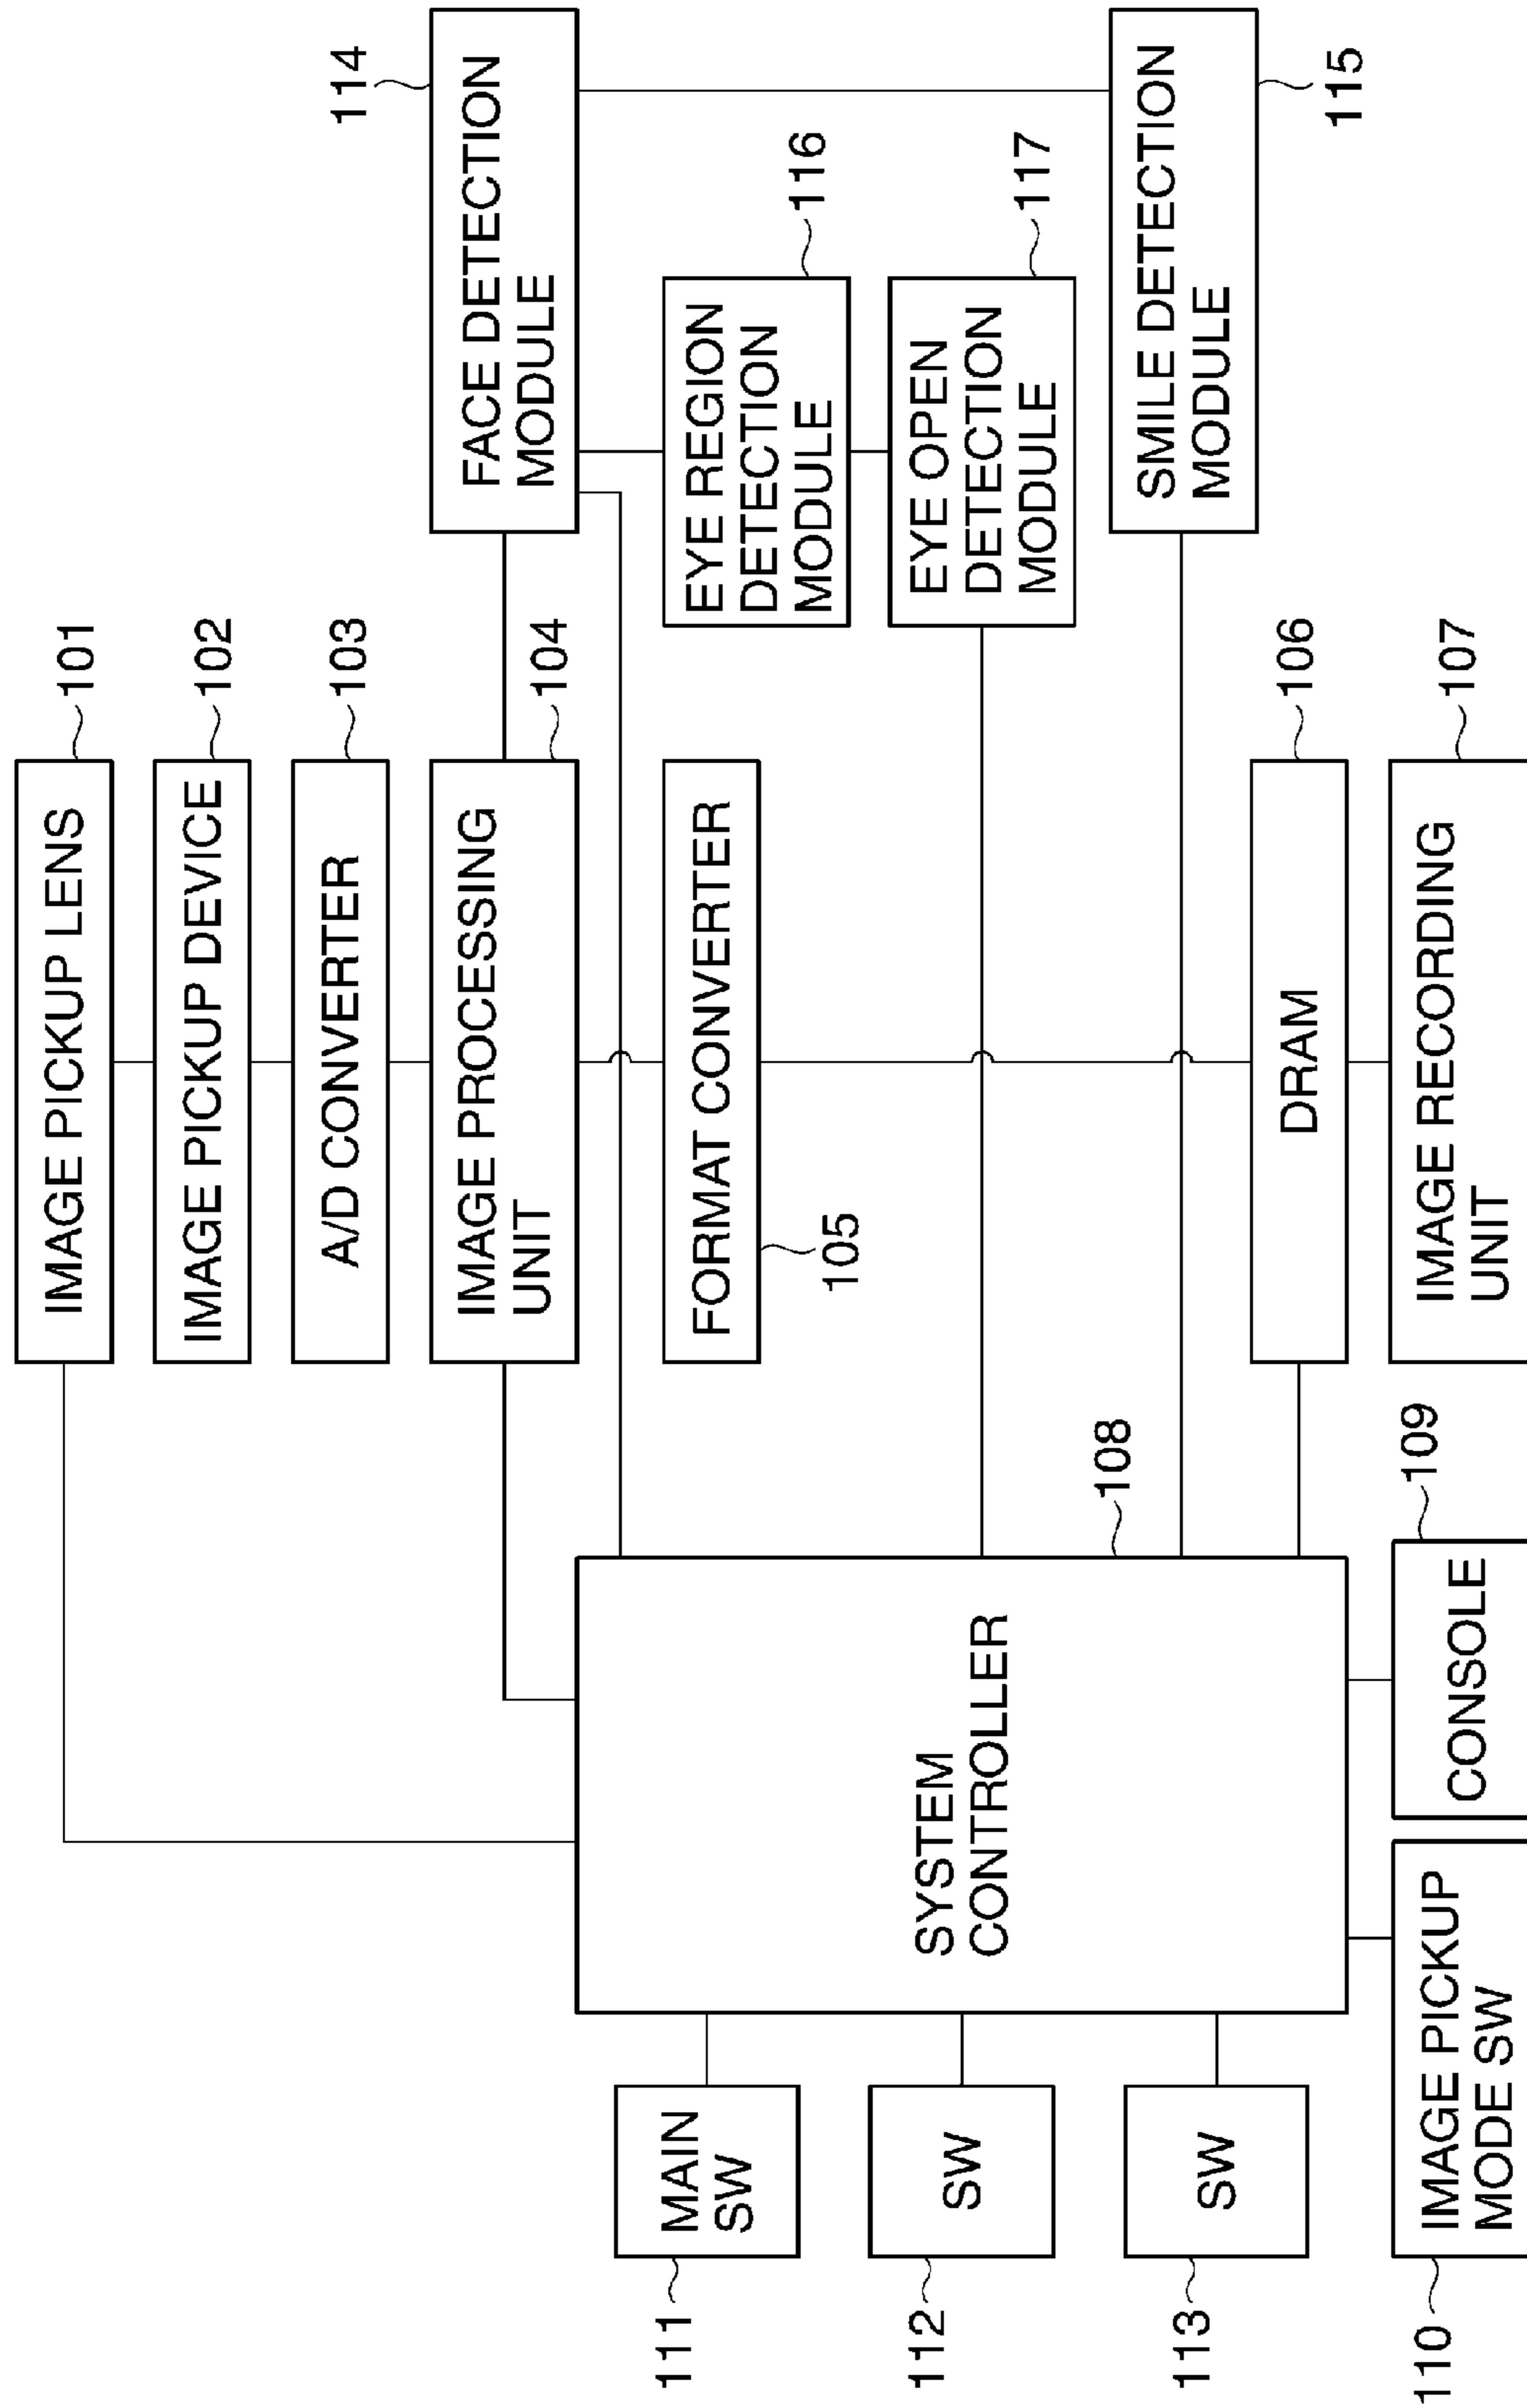 IMAGE PICKUP LENS
101
IMAGE PICKUP DEVICE
102
A/D CONVERTER
103
IMAGE PROCESSING
UNIT
104
FORMAT CONVERTER
105
DRAM
106
IMAGE RECORDING
UNIT
107
FACE DETECTION
MODULE
114
EYE REGION
DETECTION
MODULE
116
EYE OPEN
DETECTION
MODULE
117
SMILE DETECTION
MODULE
115
SYSTEM
CONTROLLER
108
MAIN
SW
111
SW
112
SW
113
IMAGE PICKUP
MODE SW
110
CONSOLE
109